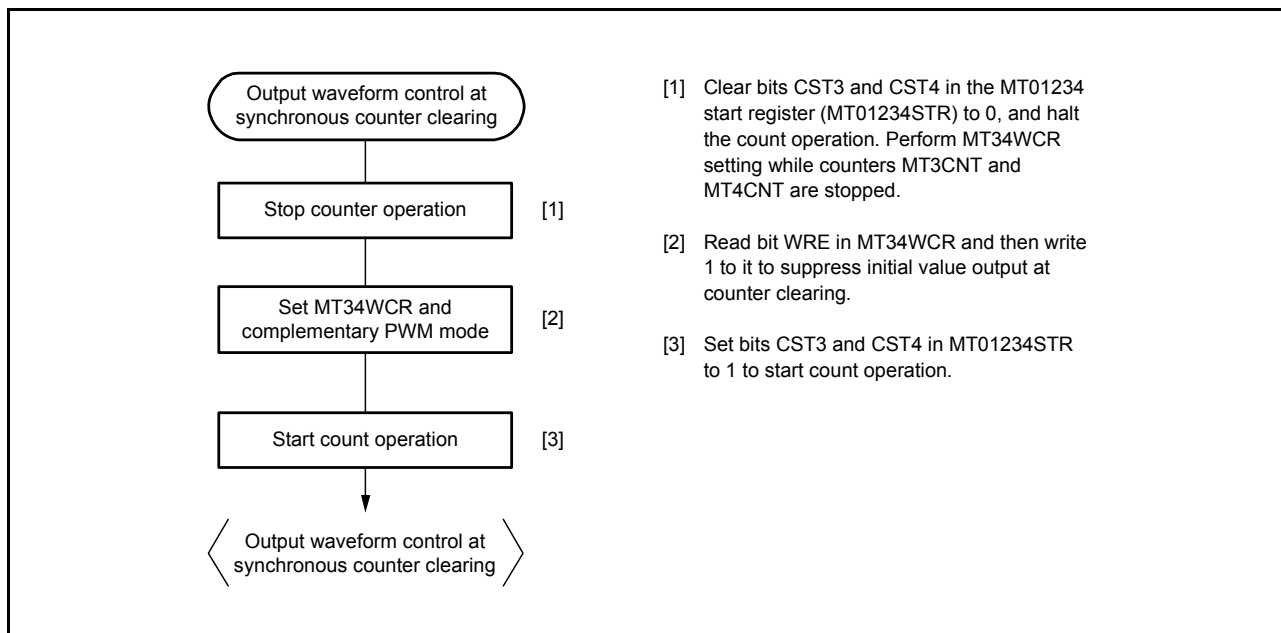 Output waveform control at
synchronous counter clearing
Stop counter operation
[1]
Set MT34WCR and
complementary PWM mode
[2]
Start count operation
[3]
Output waveform control at
synchronous counter clearing
[1] Clear bits CST3 and CST4 in the MT01234
start register (MT01234STR) to 0, and halt
the count operation. Perform MT34WCR
setting while counters MT3CNT and
MT4CNT are stopped.
[2] Read bit WRE in MT34WCR and then write
1 to it to suppress initial value output at
counter clearing.
[3] Set bits CST3 and CST4 in MT01234STR
to 1 to start count operation.